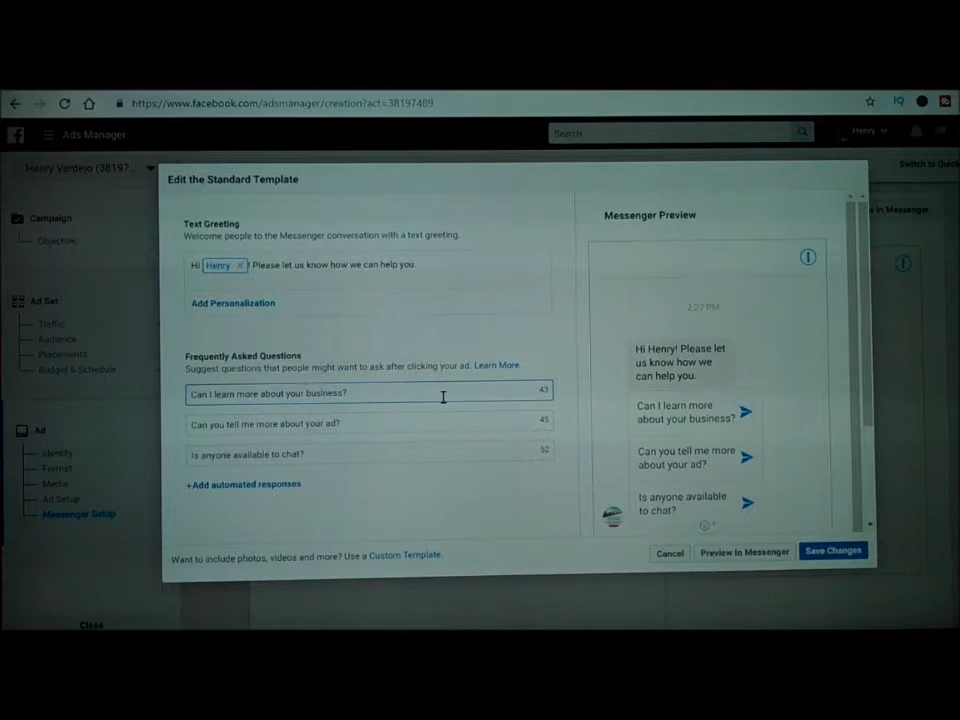 https://www.facebook.com/adsmanager/creation?act=38197489
IQ
Ads Manager
Search
Henry
Henry Verdejo (38197...
Switch to Quick
Edit the Standard Template
Campaign
Objective
Ad Set
Traffic
Audience
Placements
Budget & Schedule
Ad
Identity
Format
Media
Ad Setup
Messenger Setup
Close
Text Greeting
Welcome people to the Messenger conversation with a text greeting.
Hi Henry × ! Please let us know how we can help you.
Add Personalization
Frequently Asked Questions
Suggest questions that people might want to ask after clicking your ad. Learn More
Can I learn more about your business? 43
Can you tell me more about your ad? 45
Is anyone available to chat? 52
+Add automated responses
Want to include photos, videos and more? Use a Custom Template.
Messenger Preview
2:27 PM
Hi Henry! Please let
us know how we
can help you.
Can I learn more
about your business?
Can you tell me more
about your ad?
Is anyone available
to chat?
Cancel
Preview In Messenger
Save Changes
w in Messenger